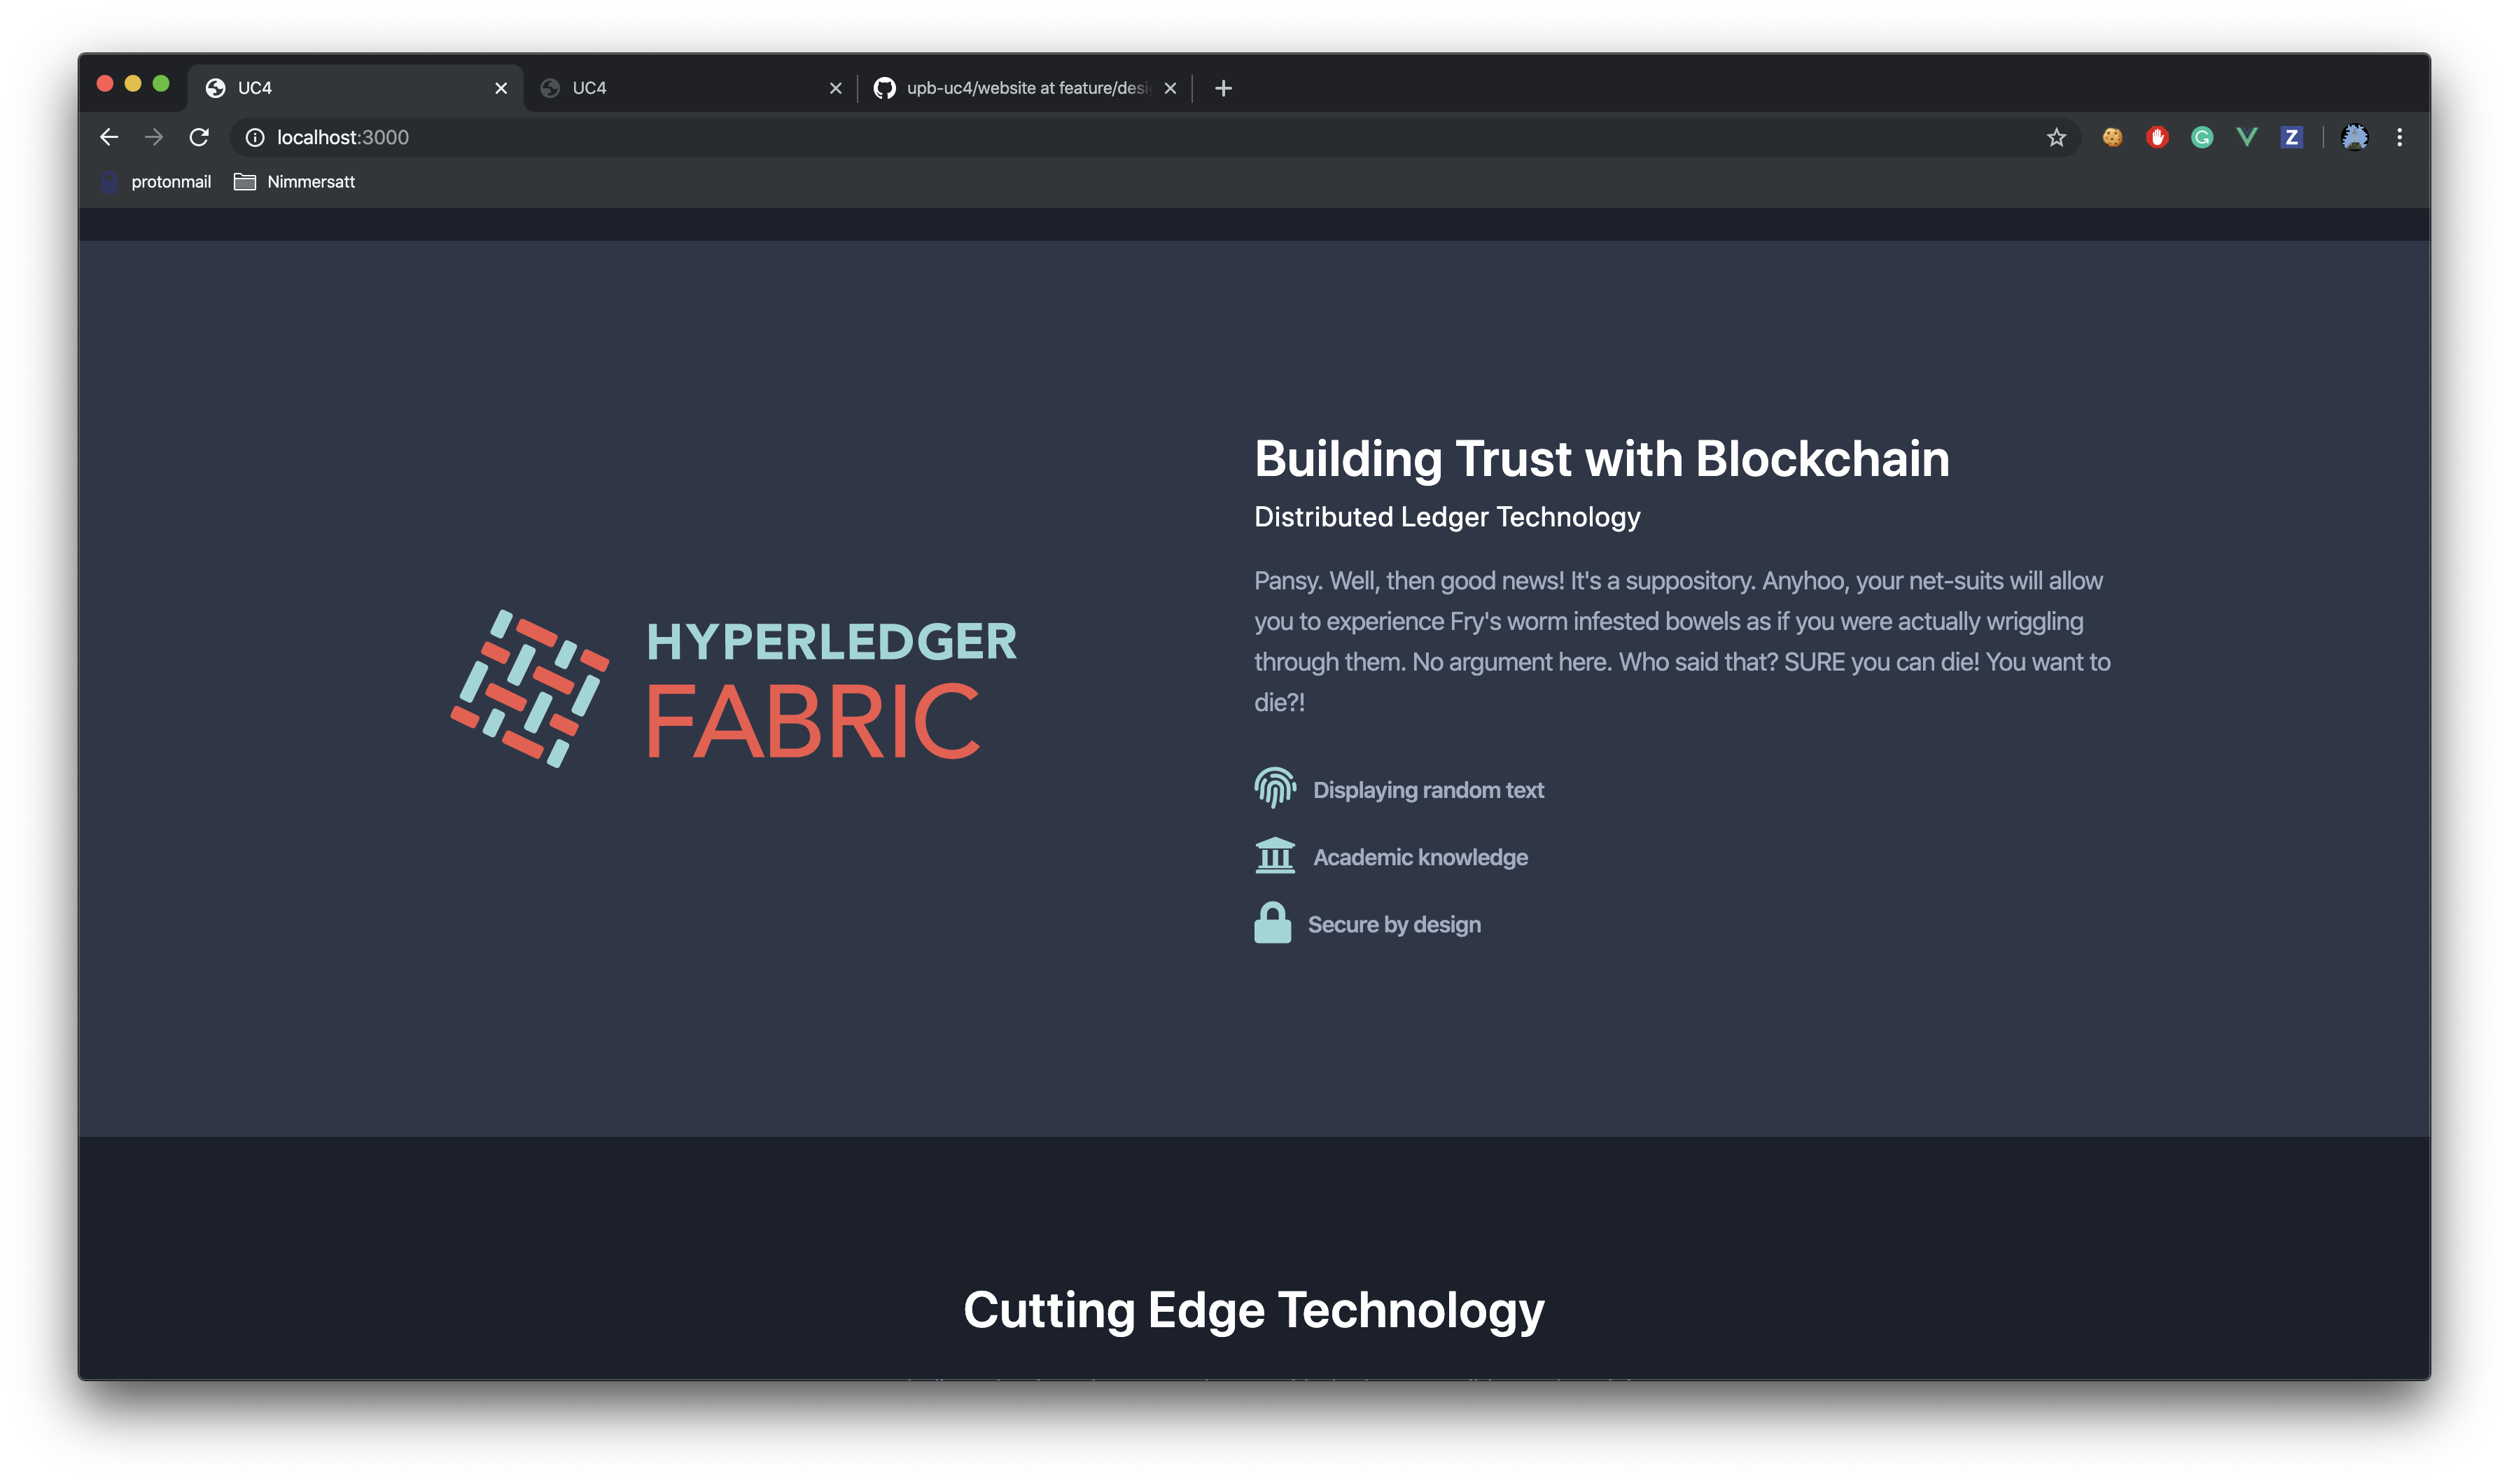 UC4
UC4
upb-uc4/website at feature/desi
localhost:3000
protonmail
Nimmersatt
Building Trust with Blockchain
Distributed Ledger Technology
Pansy. Well, then good news! It's a suppository. Anyhoo, your net-suits will allow
you to experience Fry's worm infested bowels as if you were actually wriggling
through them. No argument here. Who said that? SURE you can die! You want to
die?!
HYPERLEDGER
FABRIC
Displaying random text
Academic knowledge
Secure by design
Cutting Edge Technology